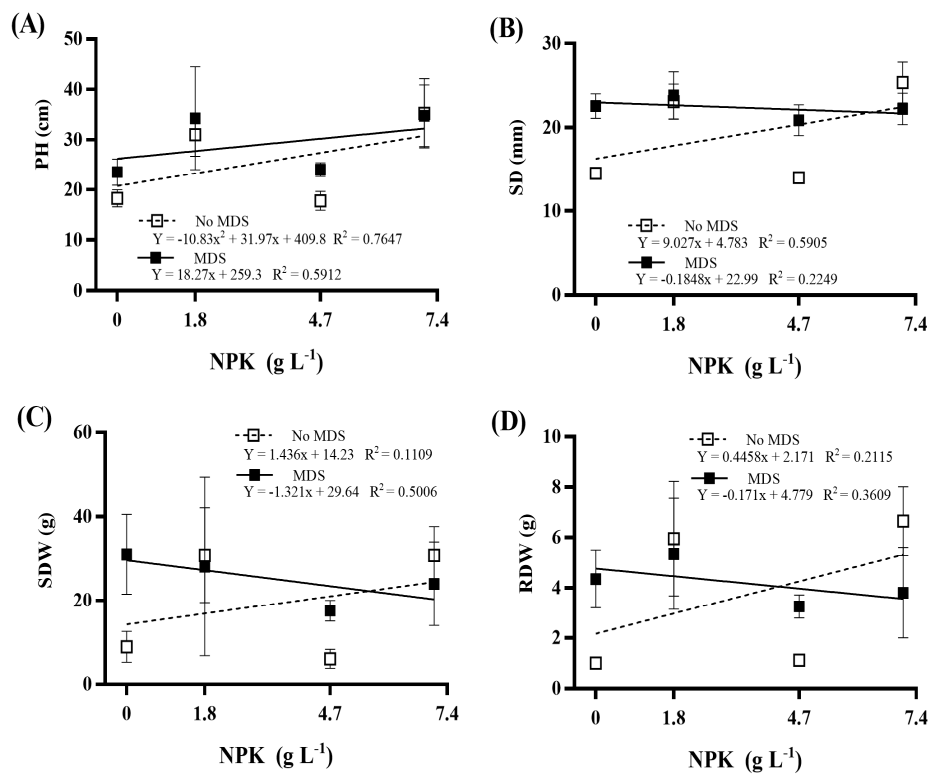 (A)
50
40
30
20
10
0
PH (cm)
No MDS
Y = -10.83x² + 31.97x + 409.8 R² = 0.7647
MDS
Y = 18.27x + 259.3 R² = 0.5912
0 1.8 4.7 7.4
NPK (g L⁻¹)
(B)
30
20
10
0
SD (mm)
No MDS
Y = 9.027x + 4.783 R² = 0.5905
MDS
Y = -0.1848x + 22.99 R² = 0.2249
0 1.8 4.7 7.4
NPK (g L⁻¹)
(C)
60
40
20
0
SDW (g)
No MDS
Y = 1.436x + 14.23 R² = 0.1109
MDS
Y = -1.321x + 29.64 R² = 0.5006
0 1.8 4.7 7.4
NPK (g L⁻¹)
(D)
10
8
6
4
2
0
RDW (g)
No MDS
Y = 0.4458x + 2.171 R² = 0.2115
MDS
Y = -0.171x + 4.779 R² = 0.3609
0 1.8 4.7 7.4
NPK (g L⁻¹)